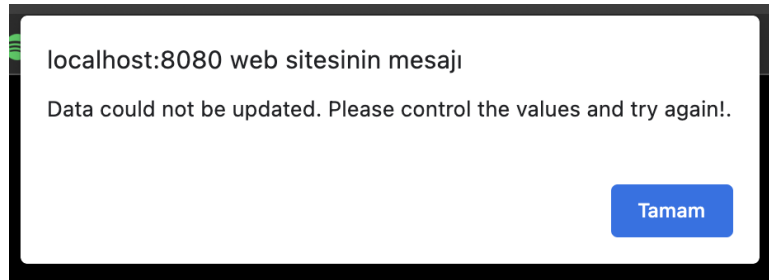 localhost:8080 web sitesinin mesajı
Data could not be updated. Please control the values and try again!.
Tamam